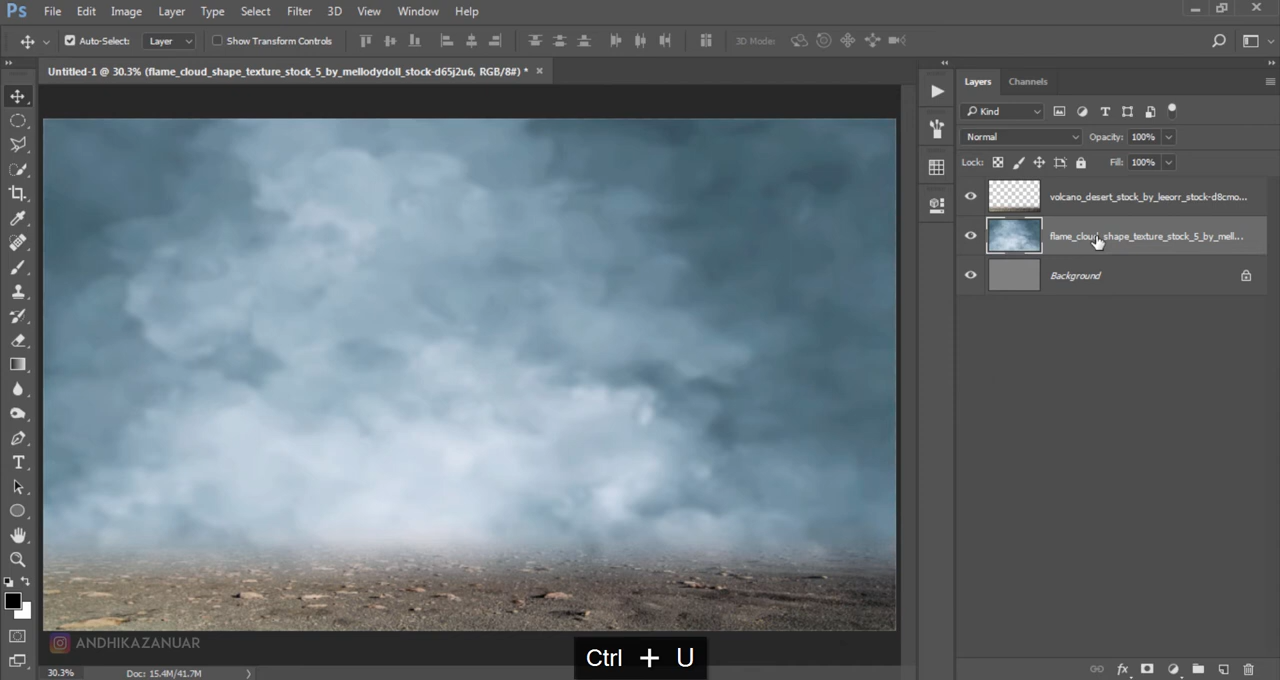 Ps File Edit Image Layer Type Select Filter 3D View Window Help
Auto-Select: Layer Show Transform Controls 3D Mode:
Untitled-1 @ 30.3% (flame_cloud_shape_texture_stock_5_by_mellodydoll_stock-d65j2u6, RGB/8#) * ×
Layers Channels
Kind
Normal Opacity: 100%
Lock: Fill: 100%
volcano_desert_stock_by_leeorr_stock-d8cmo...
flame_cloud_shape_texture_stock_5_by_mell...
Background
ANDHIKAZANUAR
Ctrl + U
30.3% Doc: 15.4M/41.7M